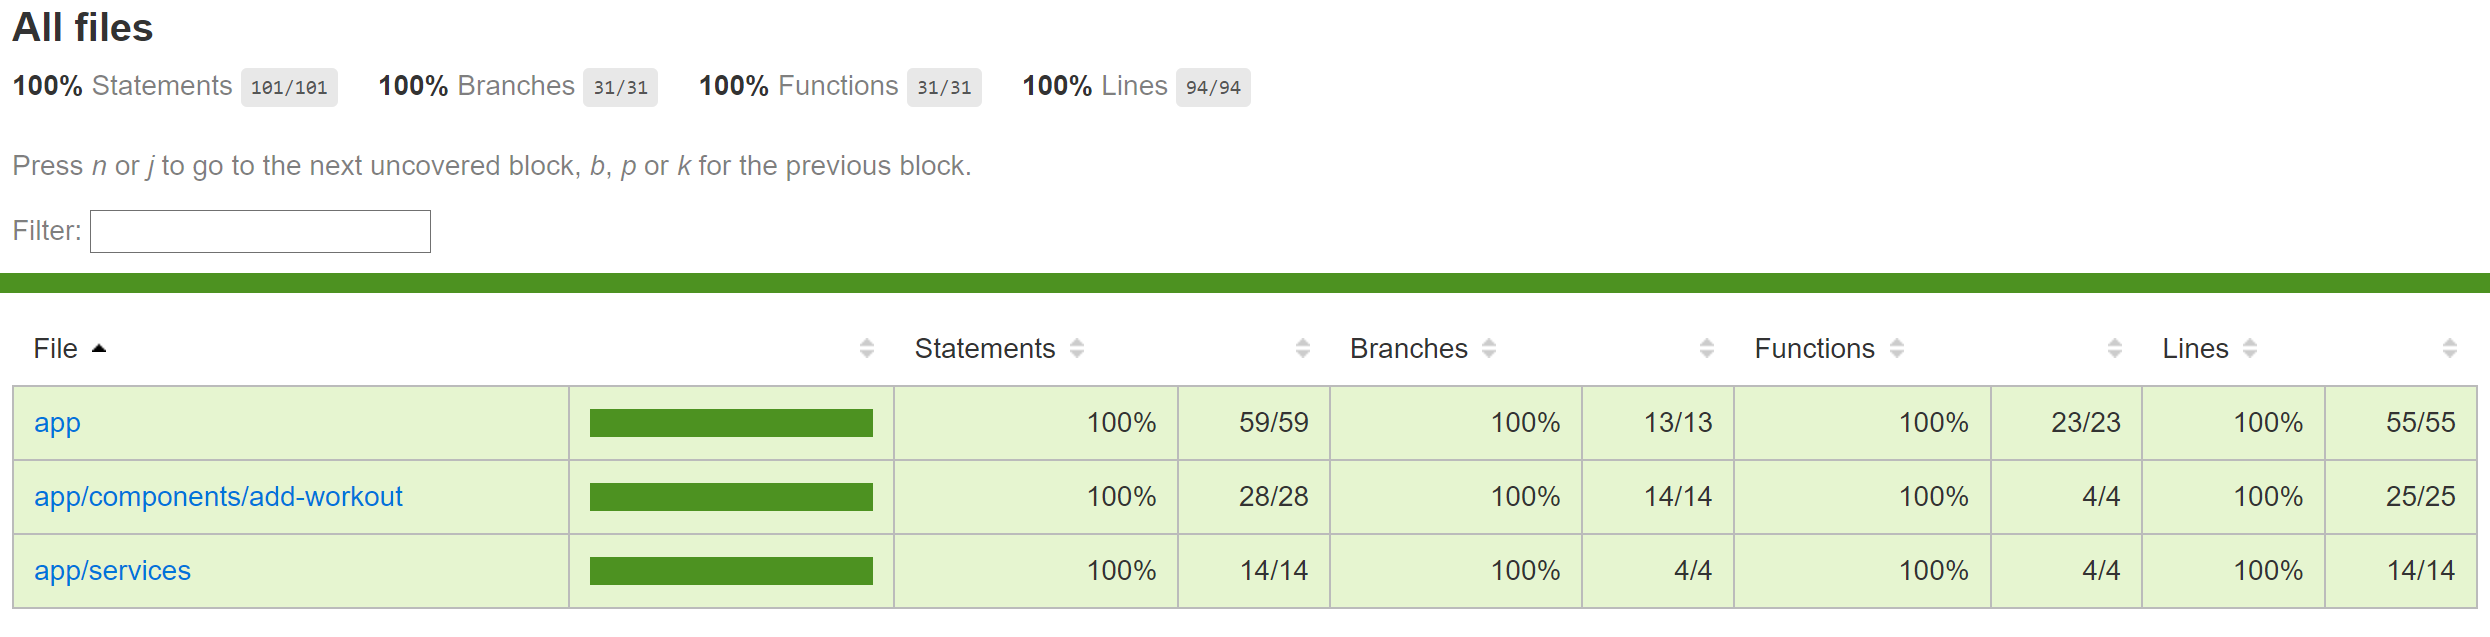 All files
100% Statements 101/101 100% Branches 31/31 100% Functions 31/31 100% Lines 94/94
Press n or j to go to the next uncovered block, b, p or k for the previous block.
Filter:
File Statements Branches Functions Lines
app 100% 59/59 100% 13/13 100% 23/23 100% 55/55
app/components/add-workout 100% 28/28 100% 14/14 100% 4/4 100% 25/25
app/services 100% 14/14 100% 4/4 100% 4/4 100% 14/14